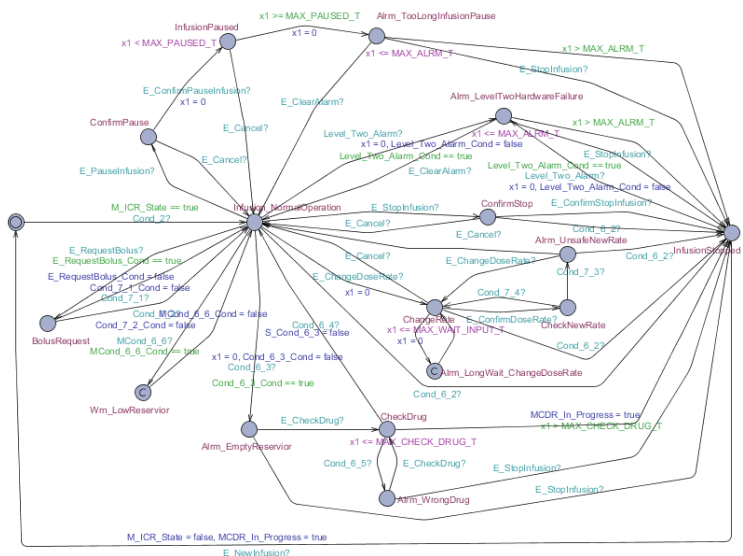 x1 >= MAX_PAUSED_T
Alrm_TooLongInfusionPause
InfusionPaused
x1 = 0
x1 < MAX_PAUSED_T
x1 <= MAX_ALRM_T
x1 > MAX_ALRM_T
E_StopInfusion?
E_ConfirmPauseInfusion?
x1 = 0
E_ClearAlarm?
Alrm_LevelTwoHardwareFailure
ConfirmPause
E_Cancel?
x1 > MAX_ALRM_T
Level_Two_Alarm?
x1 <= MAX_ALRM_T
x1 = 0, Level_Two_Alarm_Cond = false
E_Cancel?
Level_Two_Alarm_Cond == true
E_StopInfusion?
E_PauseInfusion?
E_ClearAlarm?
Level_Two_Alarm_Cond == true
Level_Two_Alarm?
x1 = 0, Level_Two_Alarm_Cond = false
M_ICR_State == true
Infusion_NormalOperation
E_StopInfusion?
ConfirmStop
E_ConfirmStopInfusion?
Cond_2?
E_Cancel?
E_Cancel?
Cond_6_2?
Alrm_UnsafeNewRate
InfusionStopped
E_RequestBolus?
E_Cancel?
E_ChangeDoseRate?
Cond_6_2?
E_RequestBolus_Cond == true
E_ChangeDoseRate?
Cond_7_3?
E_RequestBolus_Cond = false
Cond_7_1_Cond = false
x1 = 0
Cond_7_4?
Cond_7_1?
MCond_6_6_Cond = false
Cond_7_2_Cond = false
Cond_6_4?
ChangeRate
E_ConfirmDoseRate?
CheckNewRate
BolusRequest
S_Cond_6_3 = false
x1 <= MAX_WAIT_INPUT_T
MCond_6_6?
x1 = 0
Cond_6_2?
MCond_6_6_Cond == true
x1 = 0, Cond_6_3_Cond = false
Cond_6_3?
Alrm_LongWait_ChangeDoseRate
Cond_6_3_Cond == true
Cond_6_2?
C
C
Wrn_LowReservior
E_CheckDrug?
CheckDrug
MCDR_In_Progress = true
x1 > MAX_CHECK_DRUG_T
Alrm_EmptyReservior
x1 <= MAX_CHECK_DRUG_T
Cond_6_5?
E_CheckDrug?
E_StopInfusion?
Alrm_WrongDrug
E_StopInfusion?
M_ICR_State = false, MCDR_In_Progress = true
E_NewInfusion?